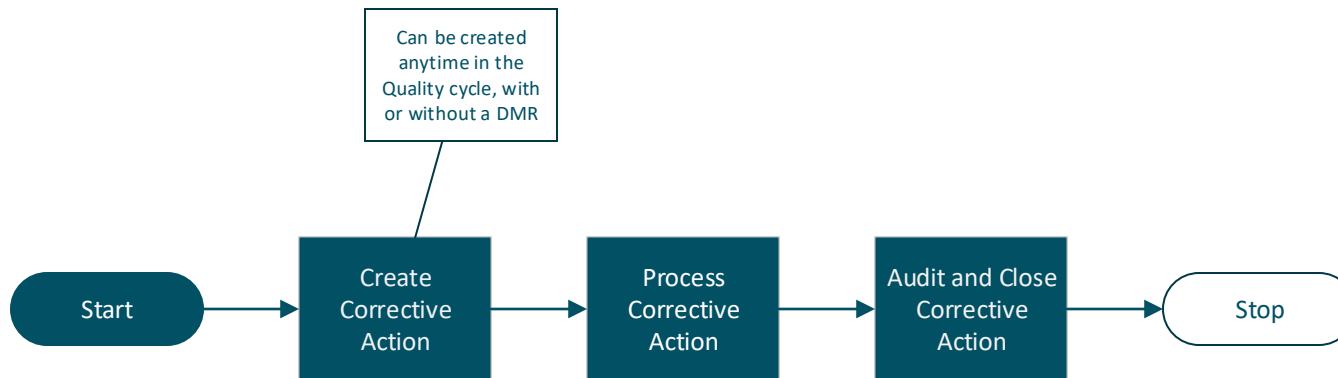 Can be created
anytime in the
Quality cycle, with
or without a DMR
Start
Create
Corrective
Action
Process
Corrective
Action
Audit and Close
Corrective
Action
Stop